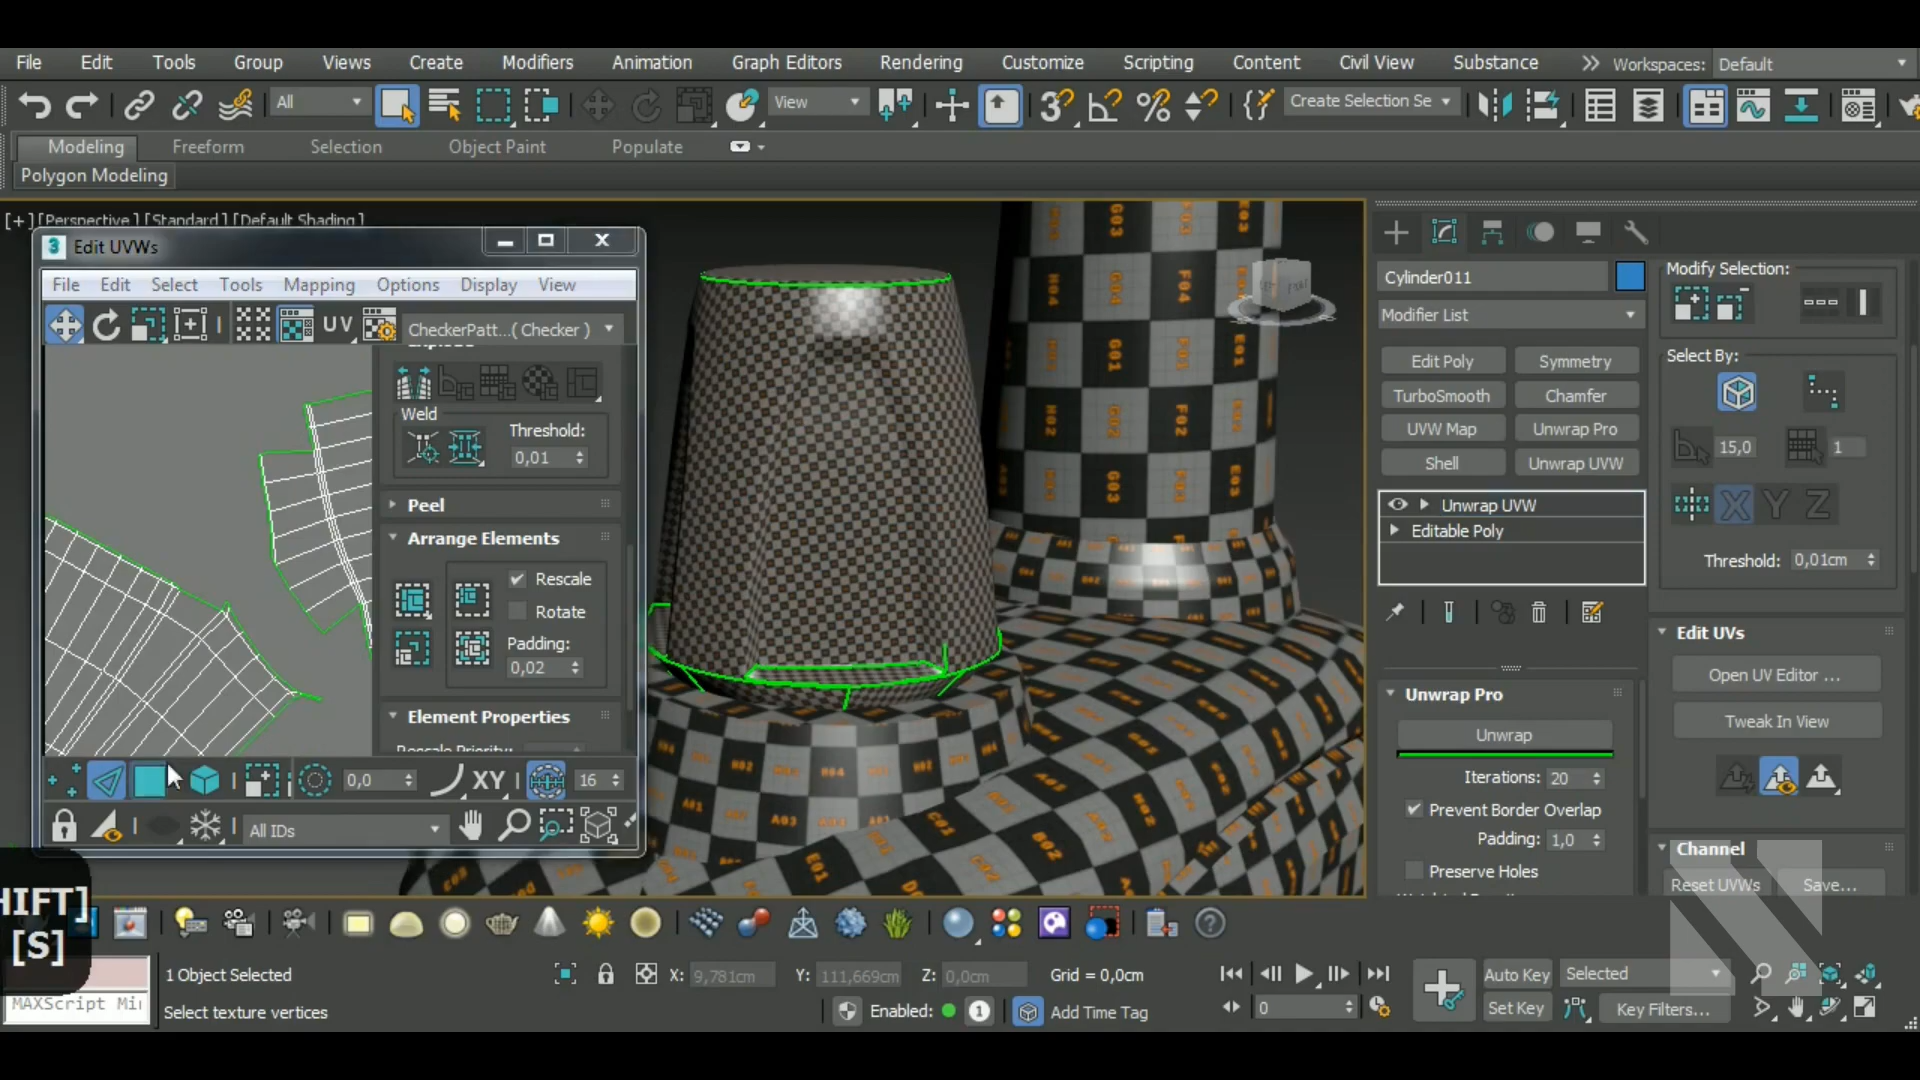 File Edit Tools Group Views Create Modifiers Animation Graph Editors Rendering Customize Scripting Content Civil View Substance Workspaces: Default
All View Create Selection Se
Modeling Freeform Selection Object Paint Populate
Polygon Modeling
[+] [Perspective] [Standard] [Default Shading]
3 Edit UVWs
File Edit Select Tools Mapping Options Display View
UV CheckerPatt...( Checker )
Explode
Weld
Threshold:
0,01
Peel
Arrange Elements
Rescale
Rotate
Padding:
0,02
Element Properties
Rescale Priority:
0,0 XY 16
All IDs
HIFT]
[S]
Cylinder011
Modifier List
Edit Poly Symmetry
TurboSmooth Chamfer
UVW Map Unwrap Pro
Shell Unwrap UVW
Unwrap UVW
Editable Poly
Unwrap Pro
Unwrap
Iterations: 20
Prevent Border Overlap
Padding: 1,0
Preserve Holes
Modify Selection:
Select By:
15,0 1
X Y Z
Threshold: 0,01cm
Edit UVs
Open UV Editor ...
Tweak In View
Channel
Reset UVWs Save...
1 Object Selected X: 9,781cm Y: 111,669cm Z: 0,0cm Grid = 0,0cm Auto Key Selected
MAXScript Mi Select texture vertices Enabled: 1 Add Time Tag 0 Set Key Key Filters...